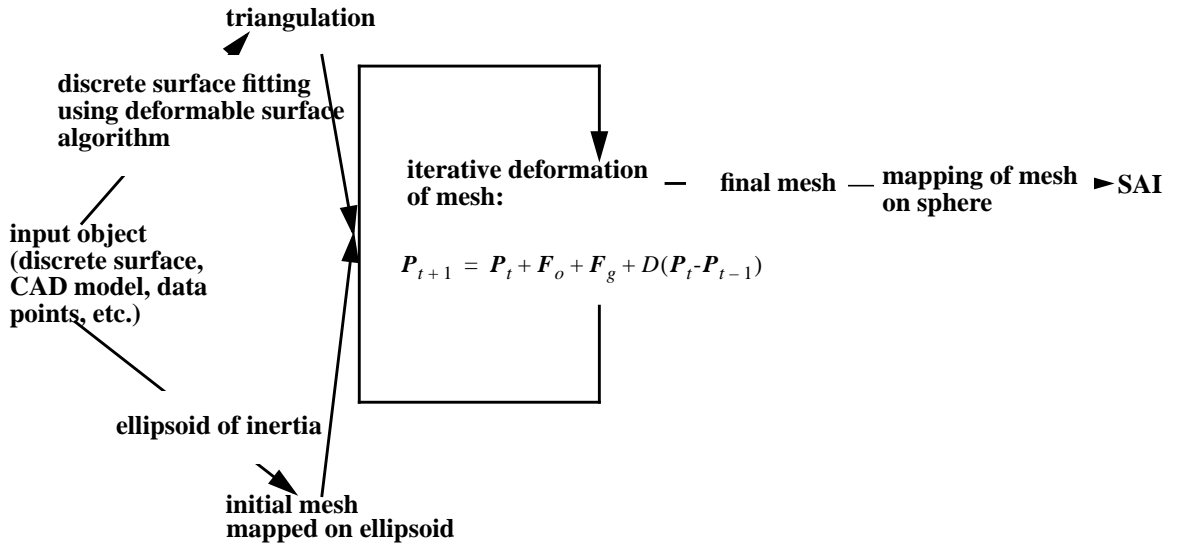 triangulation
discrete surface fitting
using deformable surface
algorithm
input object
(discrete surface,
CAD model, data
points, etc.)
ellipsoid of inertia
initial mesh
mapped on ellipsoid
iterative deformation
of mesh:
P_{t+1} = P_t + F_o + F_g + D(P_t-P_{t-1})
final mesh
mapping of mesh
on sphere
SAI